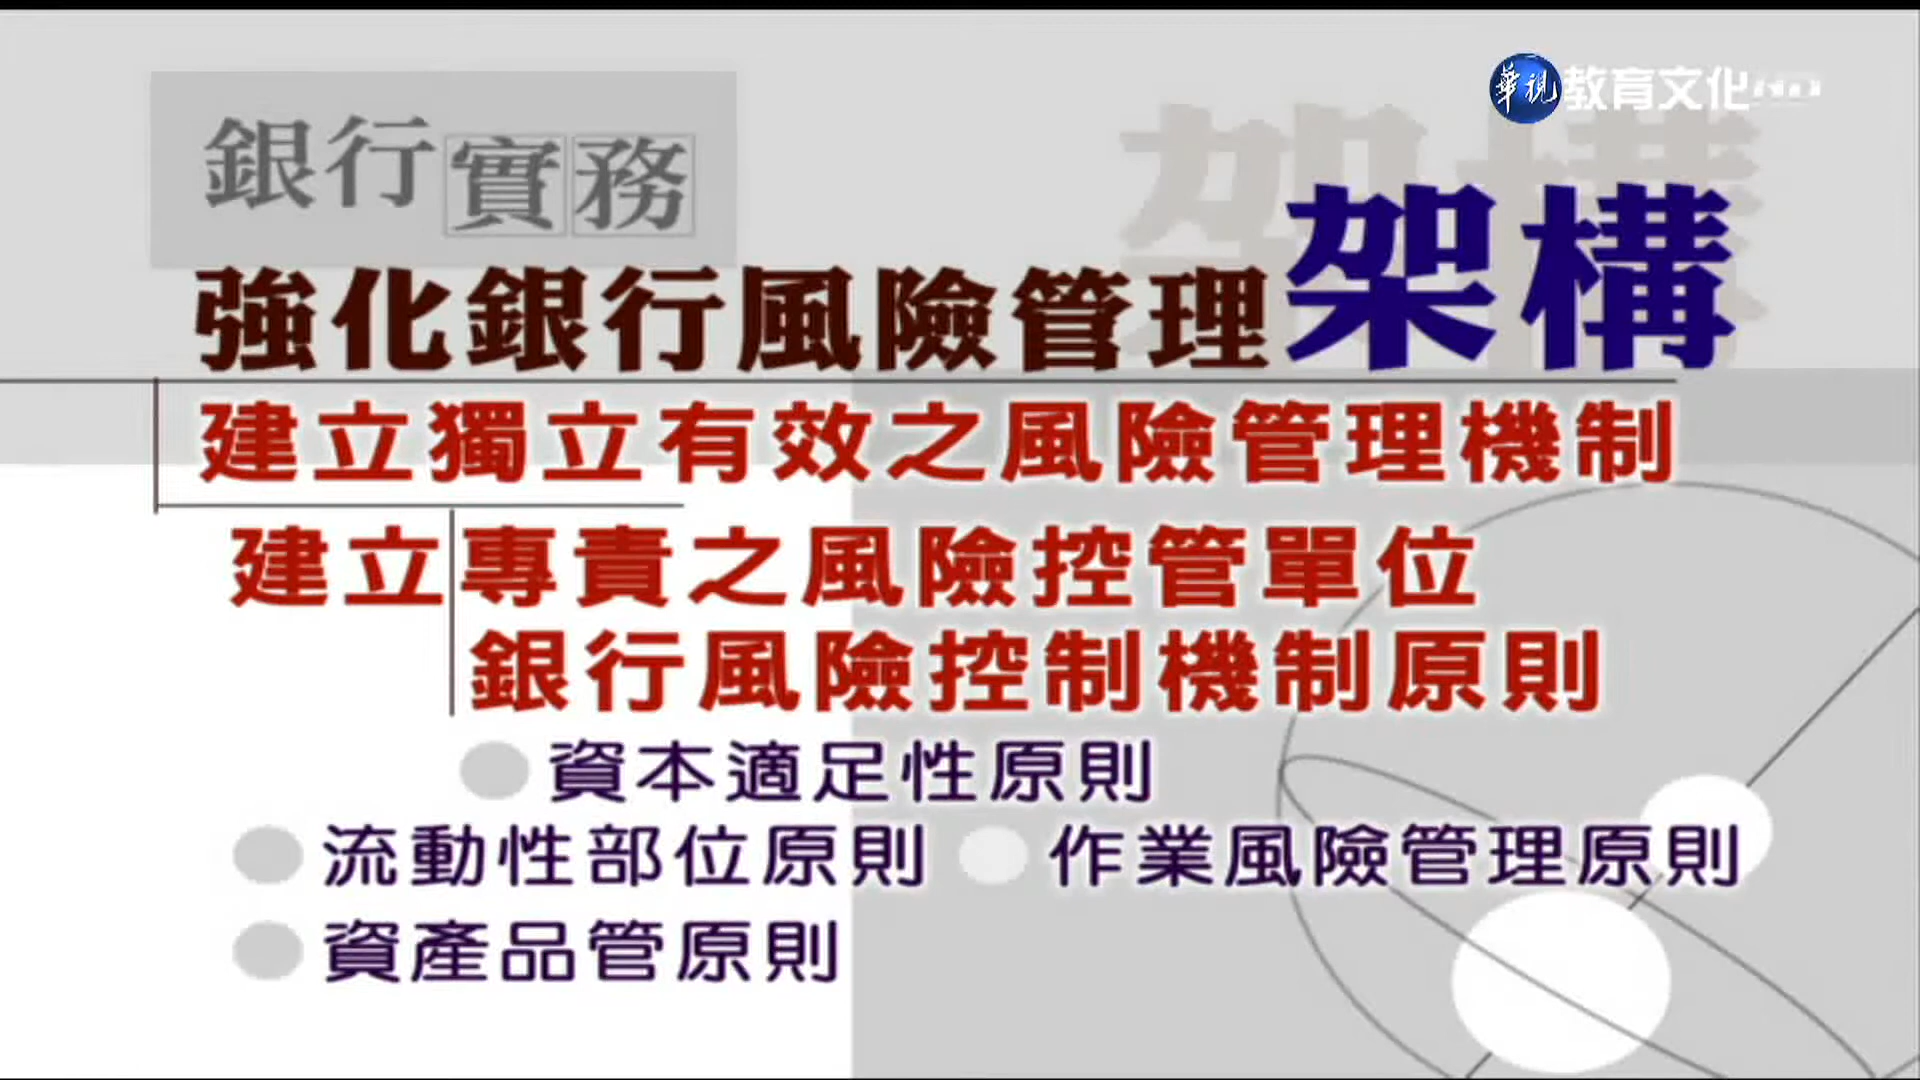 華視 教育文化HD
銀行實務
強化銀行風險管理架構
建立獨立有效之風險管理機制
建立專責之風險控管單位
銀行風險控制機制原則
資本適足性原則
流動性部位原則 作業風險管理原則
資產品管原則